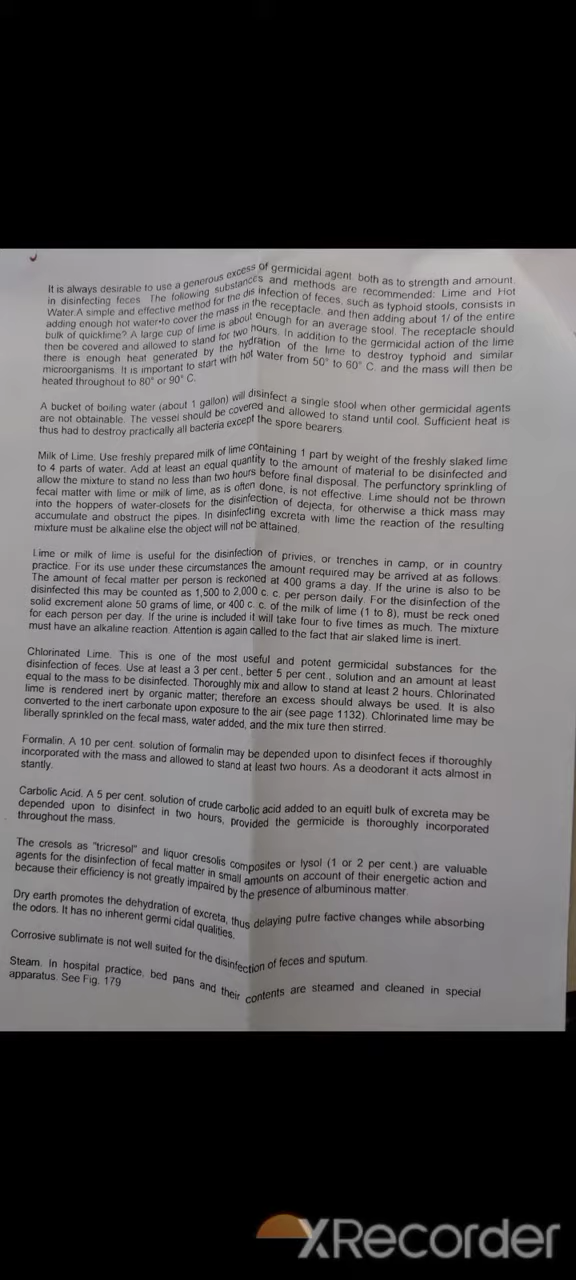 It is always desirable to use a generous excess of germicidal agent, both as to strength and amount,
in disinfecting feces. The following substances and methods are recommended: Lime and Hot
Water.A simple and effective method for the dis infection of feces, such as typhoid stools, consists in
adding enough hot water•to cover the mass in the receptacle, and then adding about 1/ of the entire
bulk of quicklime? A large cup of lime is about enough for an average stool. The receptacle should
then be covered and allowed to stand for two hours. In addition to the germicidal action of the lime
there is enough heat generated by the hydration of the lime to destroy typhoid and similar
microorganisms. It is important to start with hot water from 50° to 60° C. and the mass will then be
heated throughout to 80° or 90° C.
A bucket of boiling water (about 1 gallon) will disinfect a single stool when other germicidal agents
are not obtainable. The vessel should be covered and allowed to stand until cool. Sufficient heat is
thus had to destroy practically all bacteria except the spore bearers.
Milk of Lime. Use freshly prepared milk of lime containing 1 part by weight of the freshly slaked lime
to 4 parts of water. Add at least an equal quantity to the amount of material to be disinfected and
allow the mixture to stand no less than two hours before final disposal. The perfunctory sprinkling of
fecal matter with lime or milk of lime, as is often done, is not effective. Lime should not be thrown
into the hoppers of water-closets for the disinfection of dejecta, for otherwise a thick mass may
accumulate and obstruct the pipes. In disinfecting excreta with lime the reaction of the resulting
mixture must be alkaline else the object will not be attained.
Lime or milk of lime is useful for the disinfection of privies, or trenches in camp, or in country
practice. For its use under these circumstances the amount required may be arrived at as follows:
The amount of fecal matter per person is reckoned at 400 grams a day. If the urine is also to be
disinfected this may be counted as 1,500 to 2,000 c. c. per person daily. For the disinfection of the
solid excrement alone 50 grams of lime, or 400 c. c. of the milk of lime (1 to 8), must be reck oned
for each person per day. If the urine is included it will take four to five times as much. The mixture
must have an alkaline reaction. Attention is again called to the fact that air slaked lime is inert.
Chlorinated Lime. This is one of the most useful and potent germicidal substances for the
disinfection of feces. Use at least a 3 per cent., better 5 per cent., solution and an amount at least
equal to the mass to be disinfected. Thoroughly mix and allow to stand at least 2 hours. Chlorinated
lime is rendered inert by organic matter; therefore an excess should always be used. It is also
converted to the inert carbonate upon exposure to the air (see page 1132). Chlorinated lime may be
liberally sprinkled on the fecal mass, water added, and the mix ture then stirred.
Formalin. A 10 per cent. solution of formalin may be depended upon to disinfect feces if thoroughly
incorporated with the mass and allowed to stand at least two hours. As a deodorant it acts almost in
stantly.
Carbolic Acid. A 5 per cent. solution of crude carbolic acid added to an equitl bulk of excreta may be
depended upon to disinfect in two hours, provided the germicide is thoroughly incorporated
throughout the mass.
The cresols as "tricresol" and liquor cresolis composites or lysol (1 or 2 per cent.) are valuable
agents for the disinfection of fecal matter in small amounts on account of their energetic action and
because their efficiency is not greatly impaired by the presence of albuminous matter.
Dry earth promotes the dehydration of excreta, thus delaying putre factive changes while absorbing
the odors. It has no inherent germi cidal qualities.
Corrosive sublimate is not well suited for the disinfection of feces and sputum.
Steam. In hospital practice, bed pans and their contents are steamed and cleaned in special
apparatus. See Fig. 179
XRecorder